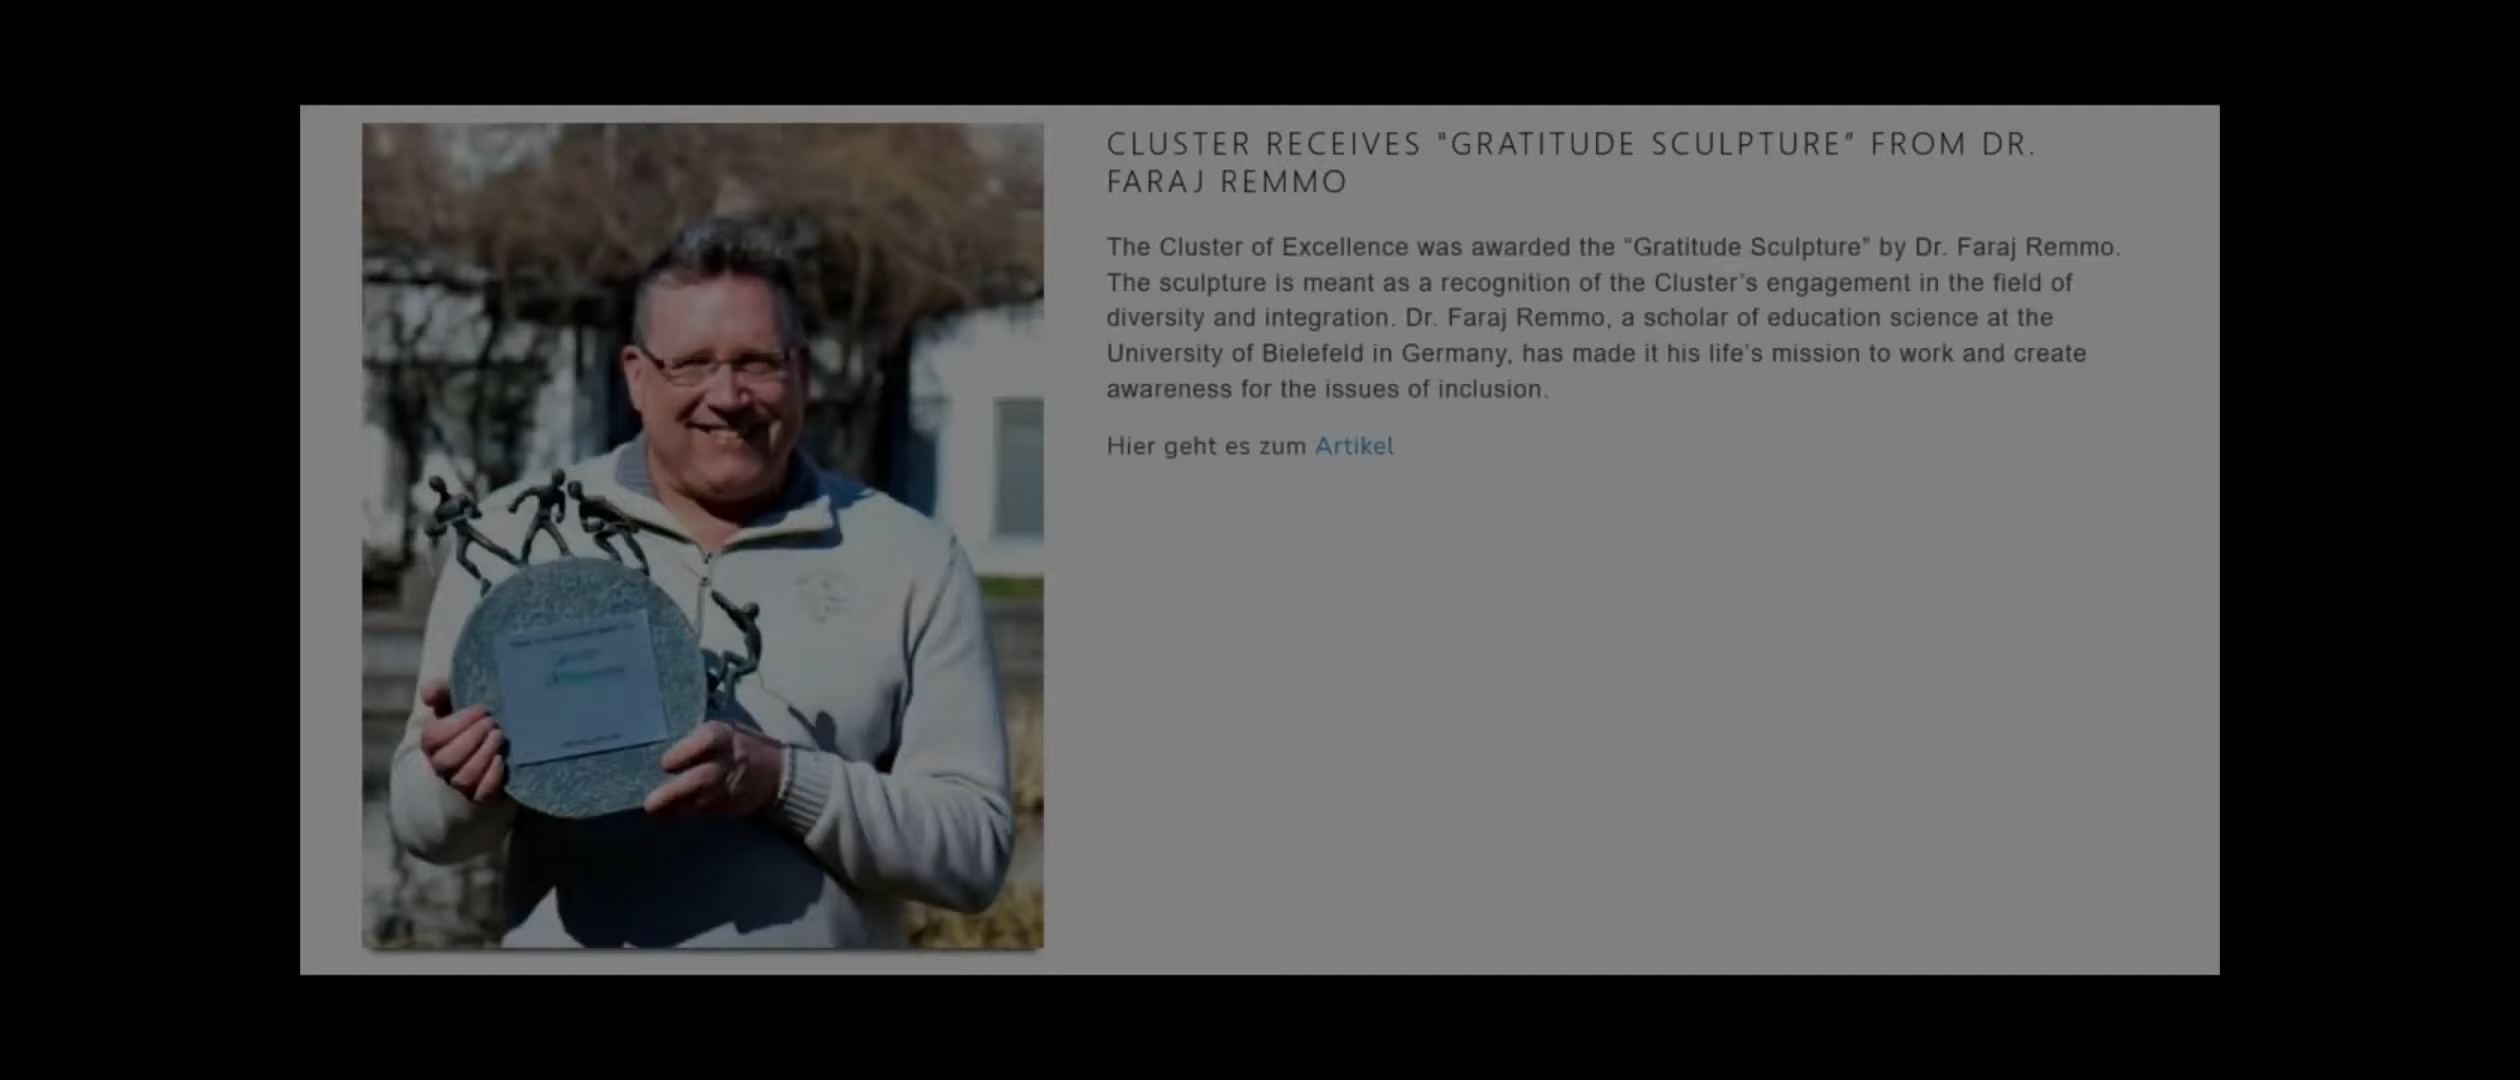 CLUSTER RECEIVES "GRATITUDE SCULPTURE” FROM DR.
FARAJ REMMO
The Cluster of Excellence was awarded the “Gratitude Sculpture” by Dr. Faraj Remmo.
The sculpture is meant as a recognition of the Cluster’s engagement in the field of
diversity and integration. Dr. Faraj Remmo, a scholar of education science at the
University of Bielefeld in Germany, has made it his life’s mission to work and create
awareness for the issues of inclusion.
Hier geht es zum Artikel